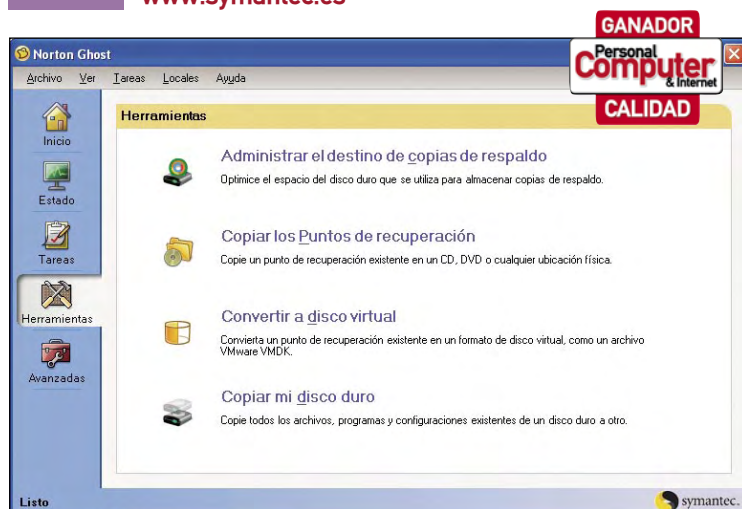 www.symantec.es
GANADOR
Personal
Computer
& Internet
CALIDAD
Norton Ghost
Archivo Ver Tareas Locales Ayuda
Inicio
Estado
Tareas
Herramientas
Avanzadas
Herramientas
Administrar el destino de copias de respaldo
Optimice el espacio del disco duro que se utiliza para almacenar copias de respaldo.
Copiar los Puntos de recuperación
Copie un punto de recuperación existente en un CD, DVD o cualquier ubicación física.
Convertir a disco virtual
Convierta un punto de recuperación existente en un formato de disco virtual, como un archivo
VMware VMDK.
Copiar mi disco duro
Copie todos los archivos, programas y configuraciones existentes de un disco duro a otro.
Listo
symantec.